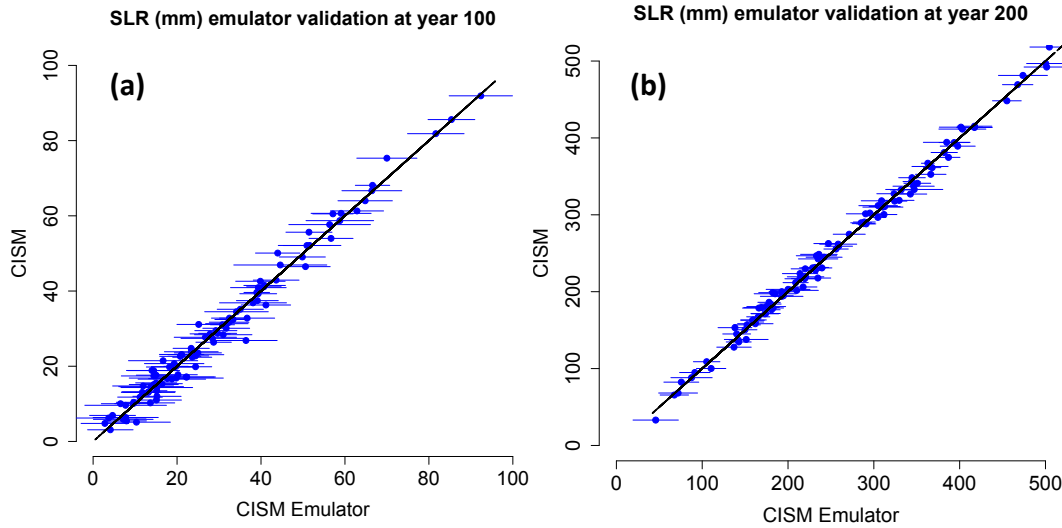 SLR (mm) emulator validation at year 100
(a)
CISM
100
80
60
40
20
0
0 20 40 60 80 100
CISM Emulator
SLR (mm) emulator validation at year 200
(b)
CISM
500
400
300
200
100
0
0 100 200 300 400 500
CISM Emulator